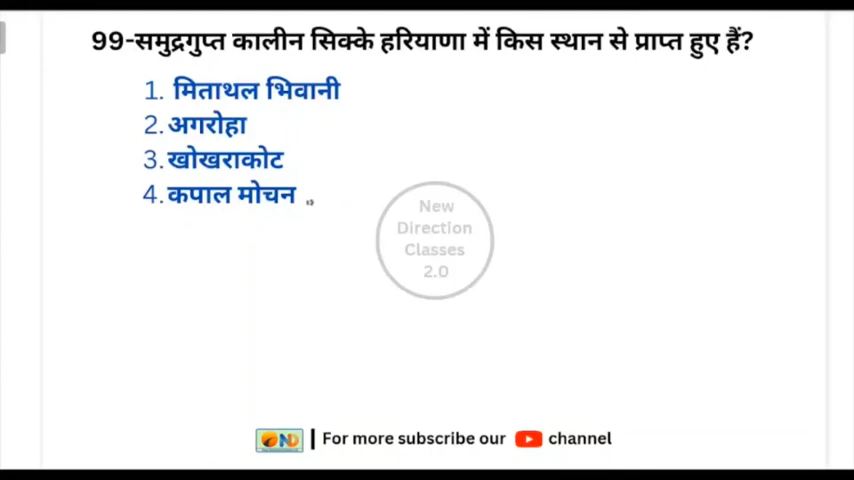 99-समुद्रगुप्त कालीन सिक्के हरियाणा में किस स्थान से प्राप्त हुए हैं?
1. मिताथल भिवानी
2. अगरोहा
3. खोखराकोट
4. कपाल मोचन
New
Direction
Classes
2.0
ND | For more subscribe our channel